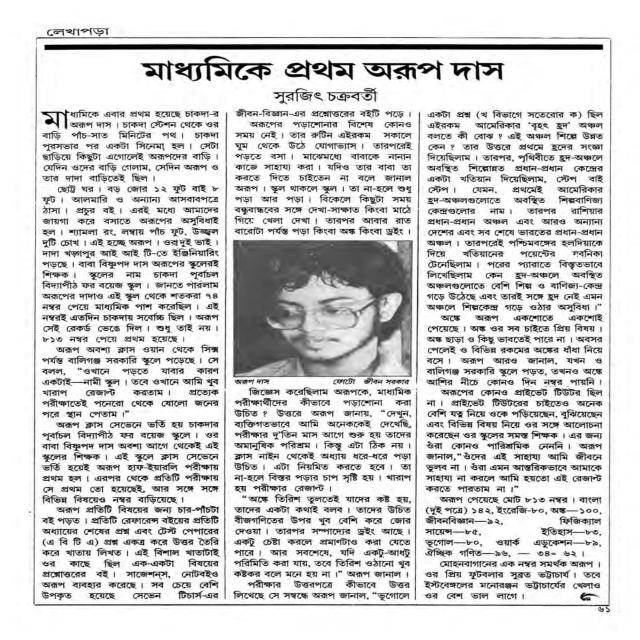 লেখাপড়া
মাধ্যমিকে প্রথম অরূপ দাস
সুরজিৎ চক্রবর্তী
মাধ্যমিকে এবার প্রথম হয়েছে চাকদা-র
অরূপ দাস । চাকদা স্টেশন থেকে ওর
বাড়ি পাঁচ-সাত মিনিটের পথ । চাকদা
পুরসভার পর একটা সিনেমা হল । সেটা
ছাড়িয়ে কিছুটা এগোলেই অরূপদের বাড়ি ।
যেদিন ওদের বাড়ি গেলাম, সেদিন অরূপ ও
তার দাদা বাড়িতেই ছিল ।
ছোট্ট ঘর । বড় জোর ১২ ফুট বাই ৮
ফুট । আলমারি ও অন্যান্য আসবাবপত্রে
ঠাসা । প্রচুর বই । এরই মধ্যে আমাদের
জায়গা করে বসাতে অরূপের অসুবিধাই
হল । শ্যামলা রং, লম্বায় পাঁচ ফুট, উজ্জ্বল
দুটি চোখ । এই হচ্ছে অরূপ । ওরা দুই ভাই ।
দাদা খড়্গপুর আই আই টি-তে ইঞ্জিনিয়ারিং
পড়ছে । বাবা বিষ্ণুপদ দাস অরূপের স্কুলেরই
শিক্ষক । স্কুলের নাম চাকদা পূর্বাচল
বিদ্যাপীঠ ফর বয়েজ স্কুল । জানতে পারলাম
অরূপের দাদাও এই স্কুল থেকে শতকরা ৭৪
নম্বর পেয়ে মাধ্যমিক পাশ করেছিল । এই
নম্বরই এতদিন চাকদায় সর্বোচ্চ ছিল । অরূপ
সেই রেকর্ড ভেঙে দিল । শুধু তাই নয় ।
৮১৩ নম্বর পেয়ে প্রথম হয়েছে ।
অরূপ অবশ্য ক্লাস ওয়ান থেকে সিক্স
পর্যন্ত বালিগঞ্জ সরকারি স্কুলে পড়েছে । সে
বলল, "ওখানে পড়তে যাবার কারণ
একটাই—নামী স্কুল । তবে ওখানে আমি খুব
খারাপ রেজাল্ট করতাম । প্রত্যেক
পরীক্ষাতেই পনেরো থেকে ষোলো জনের
পরে স্থান পেতাম ।"
অরূপ ক্লাস সেভেনে ভর্তি হয় চাকদার
পূর্বাচল বিদ্যাপীঠ ফর বয়েজ স্কুলে । ওর
বাবা বিষ্ণুপদ দাস অবশ্য আগে থেকেই এই
স্কুলের শিক্ষক । এই স্কুলে ক্লাস সেভেনে
ভর্তি হয়েই অরূপ হাফ-ইয়ারলি পরীক্ষায়
প্রথম হল । এরপর থেকে প্রতিটি পরীক্ষায়
সে প্রথম তো হয়েছেই, আর সঙ্গে সঙ্গে
বিভিন্ন বিষয়েও নম্বর বাড়িয়েছে ।
অরূপ প্রতিটি বিষয়ের জন্য চার-পাঁচটা
বই পড়ত । প্রতিটি রেফারেন্স বইয়ের প্রতিটি
অধ্যায়ের শেষের প্রশ্ন এবং টেস্ট পেপারের
(এ বি টি এ) প্রশ্ন একত্র করে উত্তর তৈরি
করে খাতায় লিখত । এই বিশাল খাতাটাই
ওর কাছে ছিল এক-একটা বিষয়ের
প্রশ্নোত্তরের বই । সাজেশনস, নোটবইও
অরূপ ব্যবহার করেছে । সব চেয়ে বেশি
উপকৃত হয়েছে সেভেন টিচার্স-এর
জীবন-বিজ্ঞান-এর প্রশ্নোত্তরের বইটি পড়ে ।
অরূপের পড়াশোনার বিশেষ কোনও
সময় নেই । তার রুটিন এইরকম সকালে
ঘুম থেকে উঠে যোগাভ্যাস । তারপরেই
পড়তে বসা । মাঝেমধ্যে বাবাকে নানান
কাজে সাহায্য করা । যদিও তার বাবা তা
করতে দিতে চাইতেন না বলে জানাল
অরূপ । স্কুল থাকলে স্কুল । তা না-হলে শুধু
পড়া আর পড়া । বিকেলে কিছুটা সময়
বন্ধুবান্ধবের সঙ্গে দেখা-সাক্ষাত কিংবা মাঠে
গিয়ে খেলা দেখা । তারপর আবার রাত
বারোটা পর্যন্ত পড়া কিংবা অঙ্ক কিংবা ড্রইং ।
অরূপ দাস ফোটো জীবন সরকার
জিজ্ঞেস করেছিলাম অরূপকে, মাধ্যমিক
পরীক্ষার্থীদের কীভাবে পড়াশোনা করা
উচিত ? উত্তরে অরূপ জানায়, "দেখুন,
ব্যক্তিগতভাবে আমি অনেককেই দেখেছি,
পরীক্ষার দু'তিন মাস আগে শুরু হয় তাদের
অমানুষিক পরিশ্রম । কিন্তু এটা ঠিক নয় ।
ক্লাস নাইন থেকেই অধ্যায় ধরে-ধরে পড়া
উচিত । এটা নিয়মিত করতে হবে । তা
না-হলে বিস্তর পড়ার চাপ সৃষ্টি হয় । খারাপ
হয় পরীক্ষার রেজাল্ট ।
"অঙ্কে তিরিশ তুলতেই যাদের কষ্ট হয়,
তাদের একটা কথাই বলব । তাদের উচিত
বীজগণিতের উপর খুব বেশি করে জোর
দেওয়া । তারপর সম্পাদ্যের ড্রইং আছে ।
একটু চেষ্টা করলে প্রমাণটাও করা যেতে
পারে । আর সবশেষে, যদি একটু-আধটু
পরিমিতি করা যায়, তবে তিরিশ ওঠানো খুব
কষ্টকর বলে মনে হয় না ।" অরূপ জানাল ।
পরীক্ষার উত্তরপত্রে কীভাবে উত্তর
লিখেছে সে সম্বন্ধে অরূপ জানাল, "ভূগোলে
একটা প্রশ্ন (খ বিভাগে সতেরোর ক) ছিল
এইরকম আমেরিকার 'বৃহৎ হ্রদ' অঞ্চল
বলতে কী বোঝ ? এই অঞ্চল শিল্পে উন্নত
কেন ? তার উত্তরে প্রথমে হ্রদের সংজ্ঞা
দিয়েছিলাম । তারপর, পৃথিবীতে হ্রদ-অঞ্চলে
অবস্থিত শিল্পোন্নত প্রধান-প্রধান কেন্দ্রের
একটা খতিয়ান দিয়েছিলাম, স্টেপ বাই
স্টেপ । যেমন, প্রথমেই আমেরিকার
হ্রদ-অঞ্চলগুলোতে অবস্থিত শিল্পবাণিজ্য
কেন্দ্রগুলোর নাম । তারপর রাশিয়ার
প্রধান-প্রধান অঞ্চল এবং আরও অন্যান্য
দেশের এবং সব শেষে ভারতের প্রধান-প্রধান
অঞ্চল । তারপরেই পশ্চিমবঙ্গের হলদিয়াকে
দিয়ে খতিয়ানের পয়েন্টের যবনিকা
টেনেছিলাম । পরের প্যারাতে বিস্তৃতভাবে
লিখেছিলাম কেন হ্রদ-অঞ্চলে অবস্থিত
অঞ্চলগুলোতে বেশি শিল্প ও বাণিজ্য-কেন্দ্র
গড়ে উঠেছে এবং তারই সঙ্গে হ্রদ নেই এমন
অঞ্চলে শিল্পকেন্দ্র গড়ে ওঠার অসুবিধা ।"
অঙ্কে অরূপ একশোতে একশোই
পেয়েছে । অঙ্ক ওর সব চাইতে প্রিয় বিষয় ।
অঙ্ক ছাড়া ও কিছু ভাবতেই পারে না । অবসর
পেলেই ও বিভিন্ন রকমের অঙ্কের ধাঁধা নিয়ে
বসে । অরূপ আরও জানাল, যখন ও
বালিগঞ্জ সরকারি স্কুলে পড়ত, তখনও অঙ্কে
আশির নীচে কোনও দিন নম্বর পায়নি ।
অরূপের কোনও প্রাইভেট টিউটর ছিল
না । প্রাইভেট টিউটরের চাইতেও অনেক
বেশি যত্ন নিয়ে ওকে পড়িয়েছেন, বুঝিয়েছেন
এবং বিভিন্ন বিষয় নিয়ে ওর সঙ্গে আলোচনা
করেছেন ওর স্কুলের সমস্ত শিক্ষক । এর জন্য
ওঁরা কোনও পারিশ্রমিক নেননি । অরূপ
জানাল, "ওঁদের এই সাহায্য আমি জীবনে
ভুলব না । ওঁরা এমন আন্তরিকভাবে আমাকে
সাহায্য না করলে আমি হয়তো এই রেজাল্ট
করতে পারতাম না ।"
অরূপ পেয়েছে মোট ৮১৩ নম্বর । বাংলা
(দুই পত্রে) ১৪২, ইংরেজি-৮০, অঙ্ক—১০০,
জীবনবিজ্ঞান—৯২, ফিজিক্যাল
সায়েন্স—৮৫, ইতিহাস—৮৩,
ভূগোল—৮০, ওয়ার্ক এডুকেশন—৮৯,
ঐচ্ছিক গণিত—৯৬, — ৩৪= ৬২ ।
মোহনবাগানের এক নম্বর সমর্থক অরূপ ।
ওর প্রিয় ফুটবলার সুব্রত ভট্টাচার্য । তবে
ইস্টবেঙ্গলের মনোরঞ্জন ভট্টাচার্যের খেলাও
ওর বেশ ভাল লাগে ।
৬১